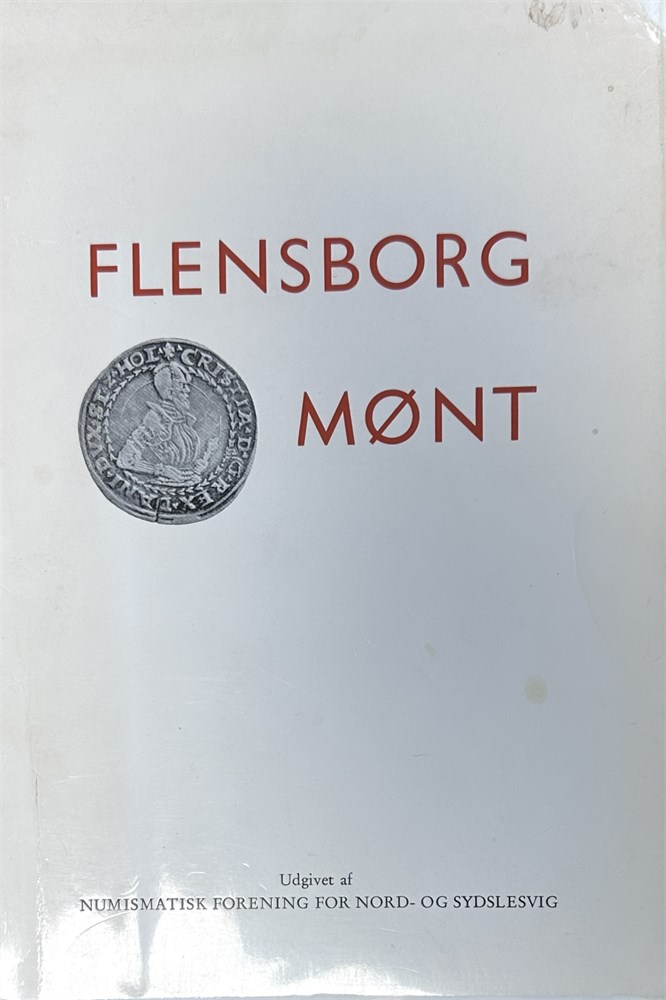 FLENSBORG
MØNT
Udgivet af
NUMISMATISK FORENING FOR NORD- OG SYDSLESVIG